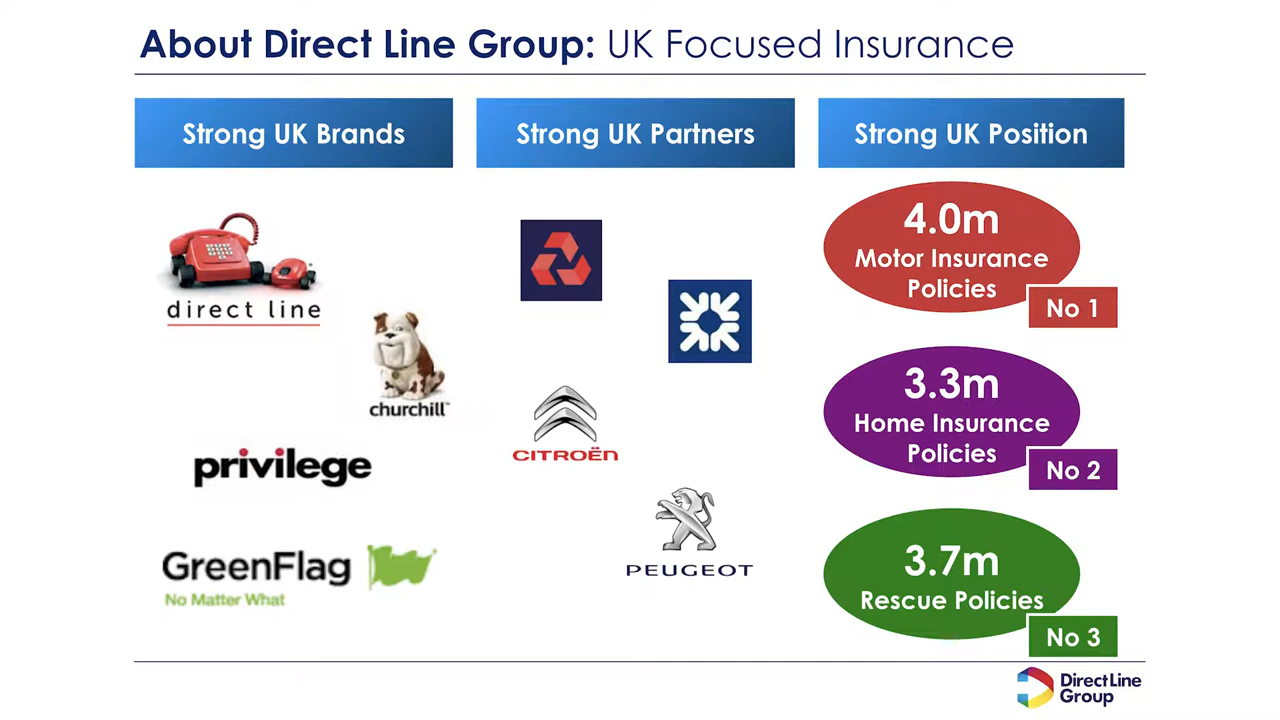 About Direct Line Group: UK Focused Insurance
Strong UK Brands
direct line
churchill™
privilege
GreenFlag
No Matter What
Strong UK Partners
CITROËN
PEUGEOT
Strong UK Position
4.0m
Motor Insurance
Policies
No 1
3.3m
Home Insurance
Policies
No 2
3.7m
Rescue Policies
No 3
Direct Line
Group